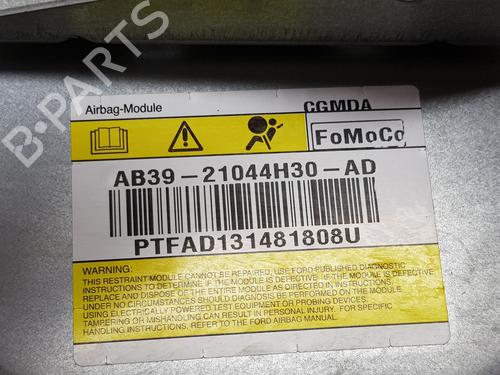 B-PARTS
Airbag-Module
CGMDA
FoMoCo
AB39-21044H30-AD
PTFAD131481808U
WARNING:
THIS RESTRAINT MODULE CANNOT BE REPAIRED, USE FORD PUBLISHED DIAGNOSTIC
INSTRUCTIONS TO DETERMINE IF THE MODULE IS DEFECTIVE. IF THE MODULE IS DEFECTIVE,
REPLACE AND DISPOSE OF THE ENTIRE MODULE AS DIRECTED IN INSTRUCTIONS
UNDER NO CIRCUMSTANCES SHOULD DIAGNOSIS BE PERFORMED ON THE MODULE
USING ELECTRICALLY POWERED TEST EQUIPMENT OR PROBING DEVICES.
TAMPERING OR MISHANDLING CAN RESULT IN PERSONAL INJURY. FOR SPECIFIC
HANDLING INSTRUCTIONS. REFER TO THE FORD AIRBAG MANUAL.